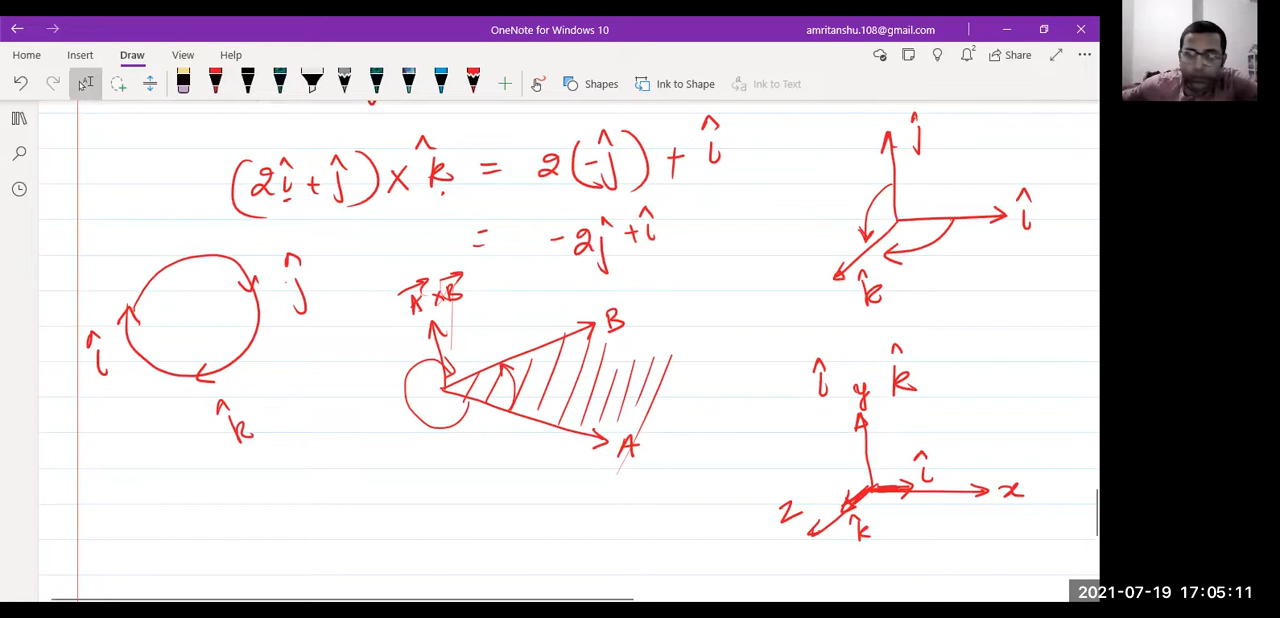 OneNote for Windows 10
amritanshu.108@gmail.com
Home Insert Draw View Help
2
Share
Shapes
Ink to Shape
Ink to Text
(2î + ĵ) × k̂ = 2(-ĵ) + î
= -2ĵ + î
ĵ
î
k̂
ĵ
î
k̂
A⃗ × B⃗
B
A
î k̂
y
î
x
z
k̂
2021-07-19 17:05:11